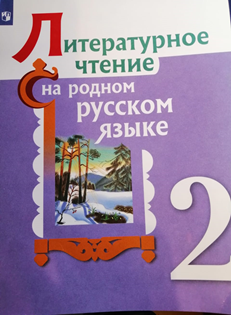 Литературное
чтение
на родном
русском
языке
2